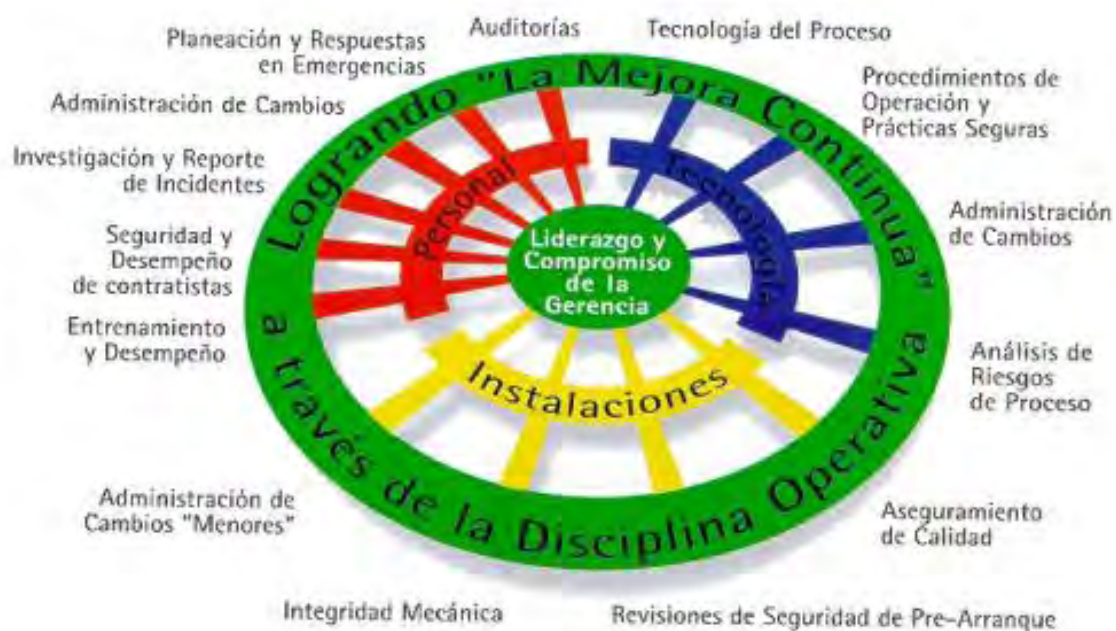 Auditorías
Tecnología del Proceso
Planeación y Respuestas
en Emergencias
Procedimientos de
Operación y
Prácticas Seguras
Administración de Cambios
Investigación y Reporte
de Incidentes
Administración
de Cambios
Seguridad y
Desempeño
de contratistas
Entrenamiento
y Desempeño
Análisis de
Riesgos
de Proceso
Administración de
Cambios "Menores"
Aseguramiento
de Calidad
Integridad Mecánica
Revisiones de Seguridad de Pre-Arranque
Logrando "La Mejora Continua"
a través de la Disciplina Operativa
Personal
Tecnología
Instalaciones
Liderazgo y
Compromiso
de la
Gerencia